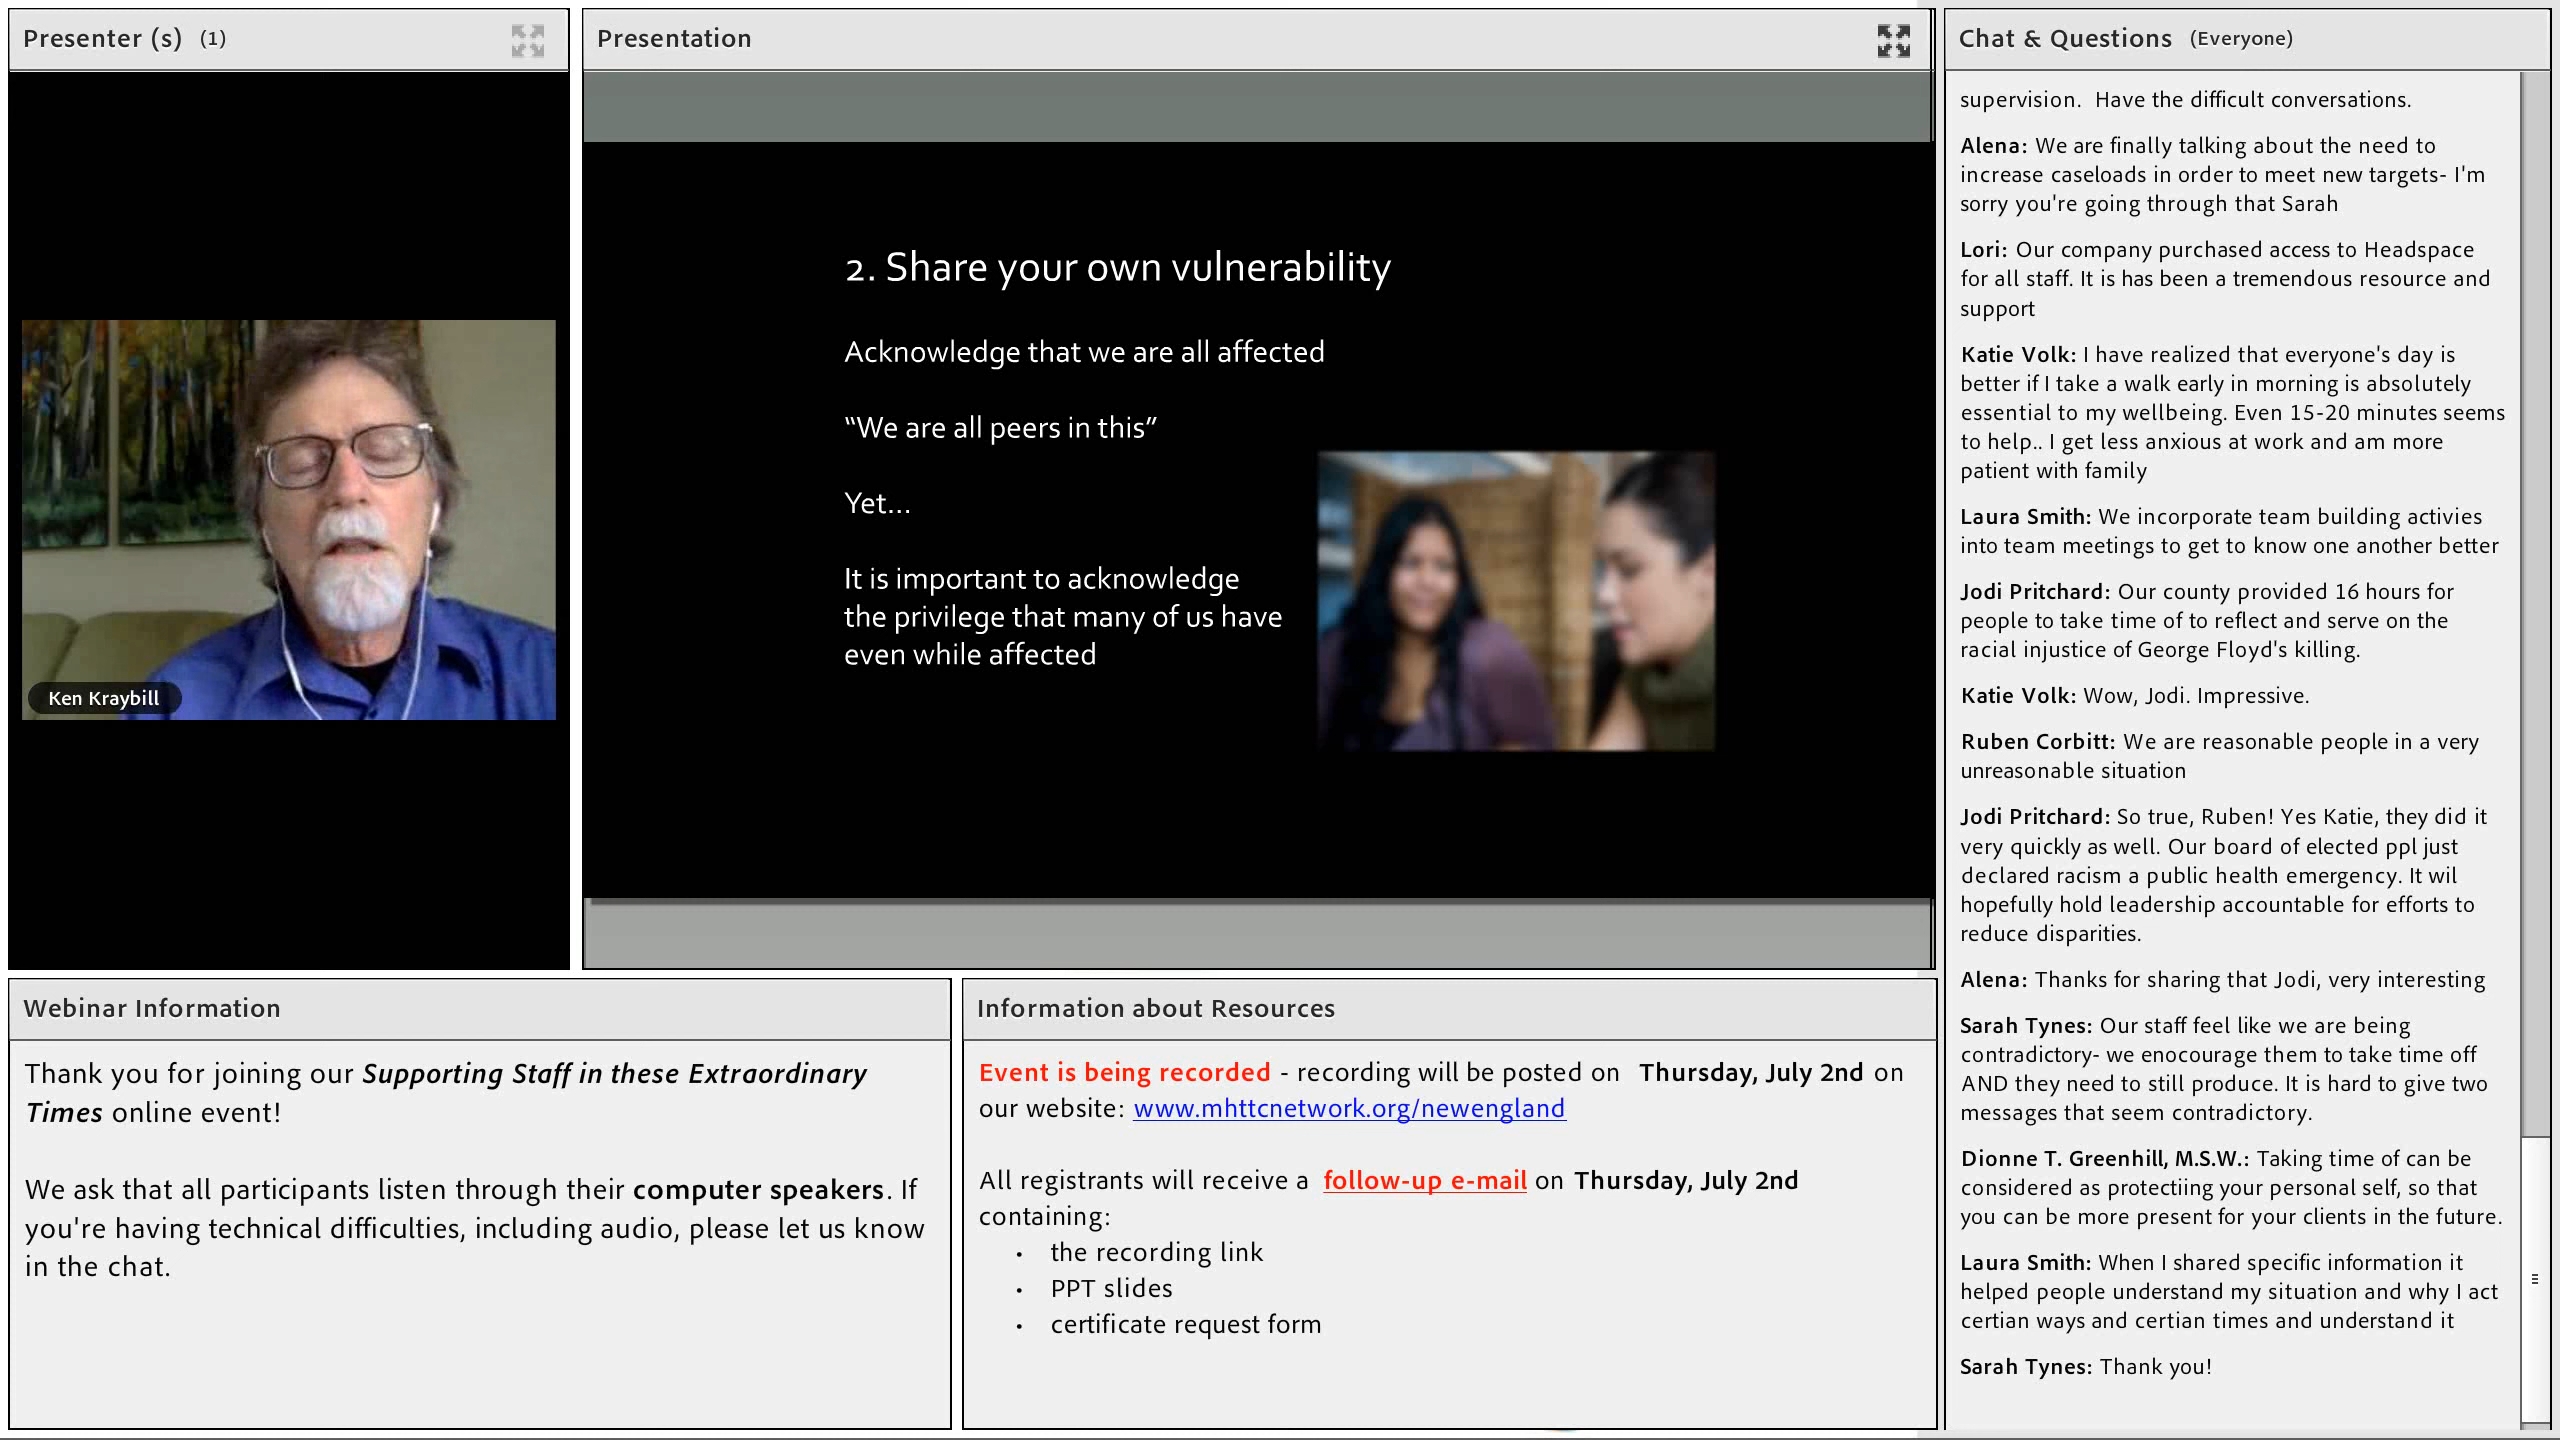 Presenter (s) (1)
Ken Kraybill
Presentation
2. Share your own vulnerability
Acknowledge that we are all affected
“We are all peers in this”
Yet...
It is important to acknowledge
the privilege that many of us have
even while affected
Webinar Information
Thank you for joining our Supporting Staff in these Extraordinary
Times online event!
We ask that all participants listen through their computer speakers. If
you're having technical difficulties, including audio, please let us know
in the chat.
Information about Resources
Event is being recorded - recording will be posted on Thursday, July 2nd on
our website: www.mhttcnetwork.org/newengland
All registrants will receive a follow-up e-mail on Thursday, July 2nd
containing:
• the recording link
• PPT slides
• certificate request form
Chat & Questions (Everyone)
supervision. Have the difficult conversations.
Alena: We are finally talking about the need to
increase caseloads in order to meet new targets- I'm
sorry you're going through that Sarah
Lori: Our company purchased access to Headspace
for all staff. It is has been a tremendous resource and
support
Katie Volk: I have realized that everyone's day is
better if I take a walk early in morning is absolutely
essential to my wellbeing. Even 15-20 minutes seems
to help.. I get less anxious at work and am more
patient with family
Laura Smith: We incorporate team building activies
into team meetings to get to know one another better
Jodi Pritchard: Our county provided 16 hours for
people to take time of to reflect and serve on the
racial injustice of George Floyd's killing.
Katie Volk: Wow, Jodi. Impressive.
Ruben Corbitt: We are reasonable people in a very
unreasonable situation
Jodi Pritchard: So true, Ruben! Yes Katie, they did it
very quickly as well. Our board of elected ppl just
declared racism a public health emergency. It wil
hopefully hold leadership accountable for efforts to
reduce disparities.
Alena: Thanks for sharing that Jodi, very interesting
Sarah Tynes: Our staff feel like we are being
contradictory- we enocourage them to take time off
AND they need to still produce. It is hard to give two
messages that seem contradictory.
Dionne T. Greenhill, M.S.W.: Taking time of can be
considered as protectiing your personal self, so that
you can be more present for your clients in the future.
Laura Smith: When I shared specific information it
helped people understand my situation and why I act
certian ways and certian times and understand it
Sarah Tynes: Thank you!